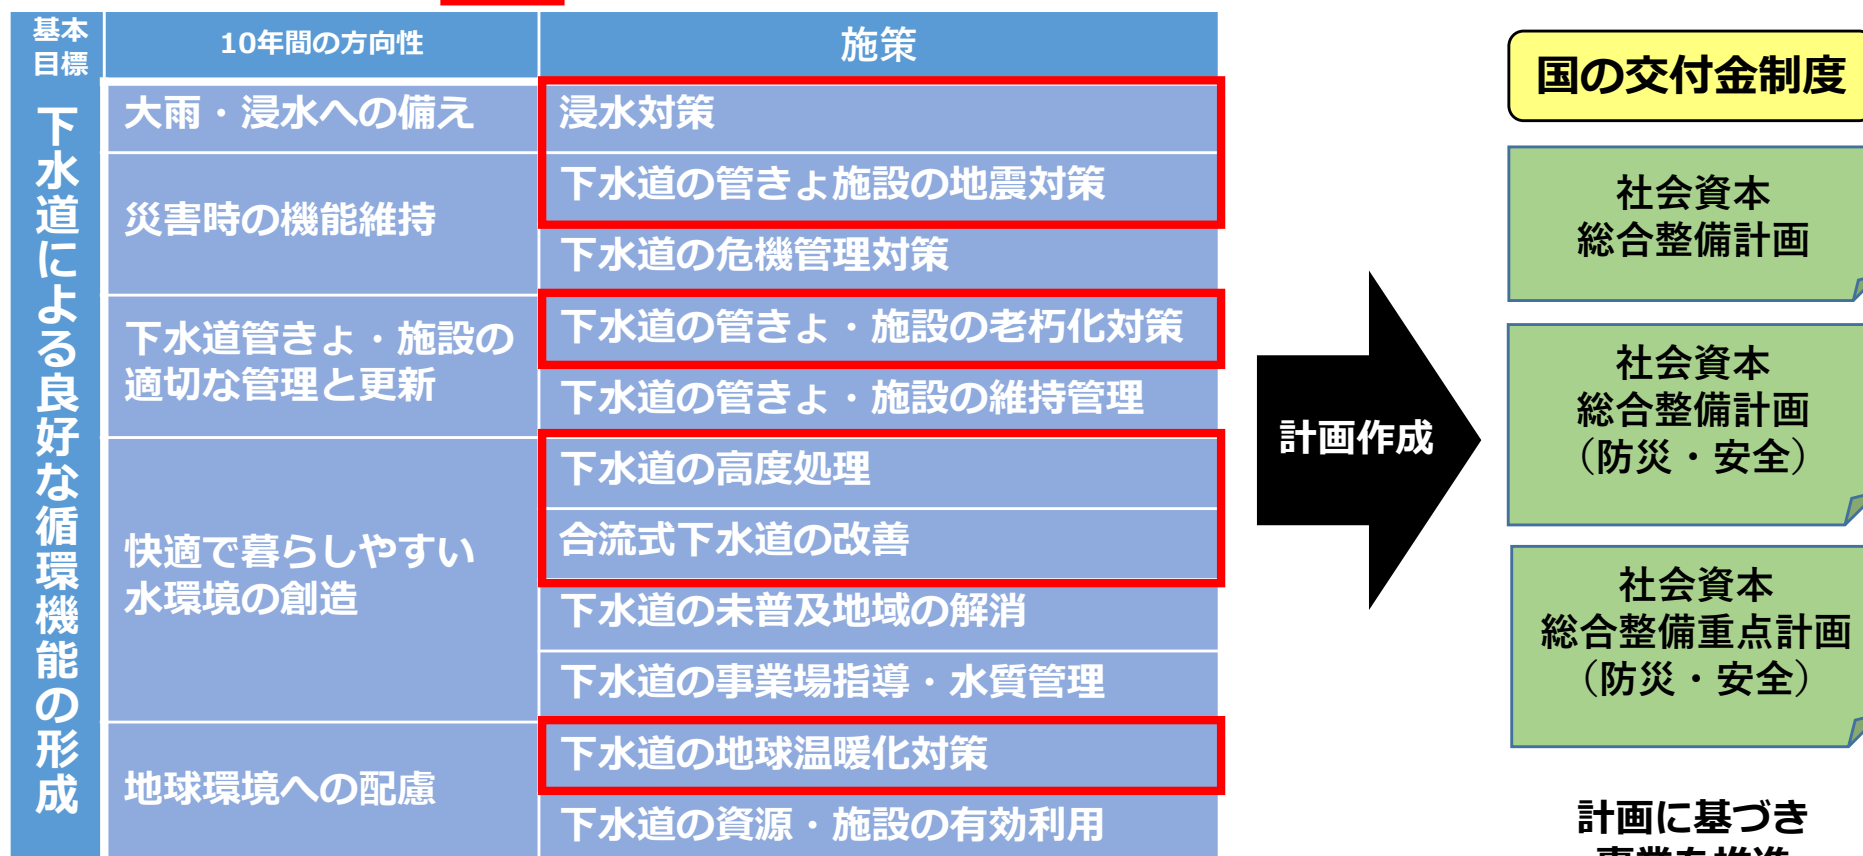 基本
目標
10年間の方向性
施策
下水道による良好な循環機能の形成
大雨・浸水への備え
浸水対策
災害時の機能維持
下水道の管きょ施設の地震対策
下水道の危機管理対策
下水道管きょ・施設の
適切な管理と更新
下水道の管きょ・施設の老朽化対策
下水道の管きょ・施設の維持管理
快適で暮らしやすい
水環境の創造
下水道の高度処理
合流式下水道の改善
下水道の未普及地域の解消
下水道の事業場指導・水質管理
地球環境への配慮
下水道の地球温暖化対策
下水道の資源・施設の有効利用
計画作成
国の交付金制度
社会資本
総合整備計画
社会資本
総合整備計画
（防災・安全）
社会資本
総合整備重点計画
（防災・安全）
計画に基づき
事業を推進